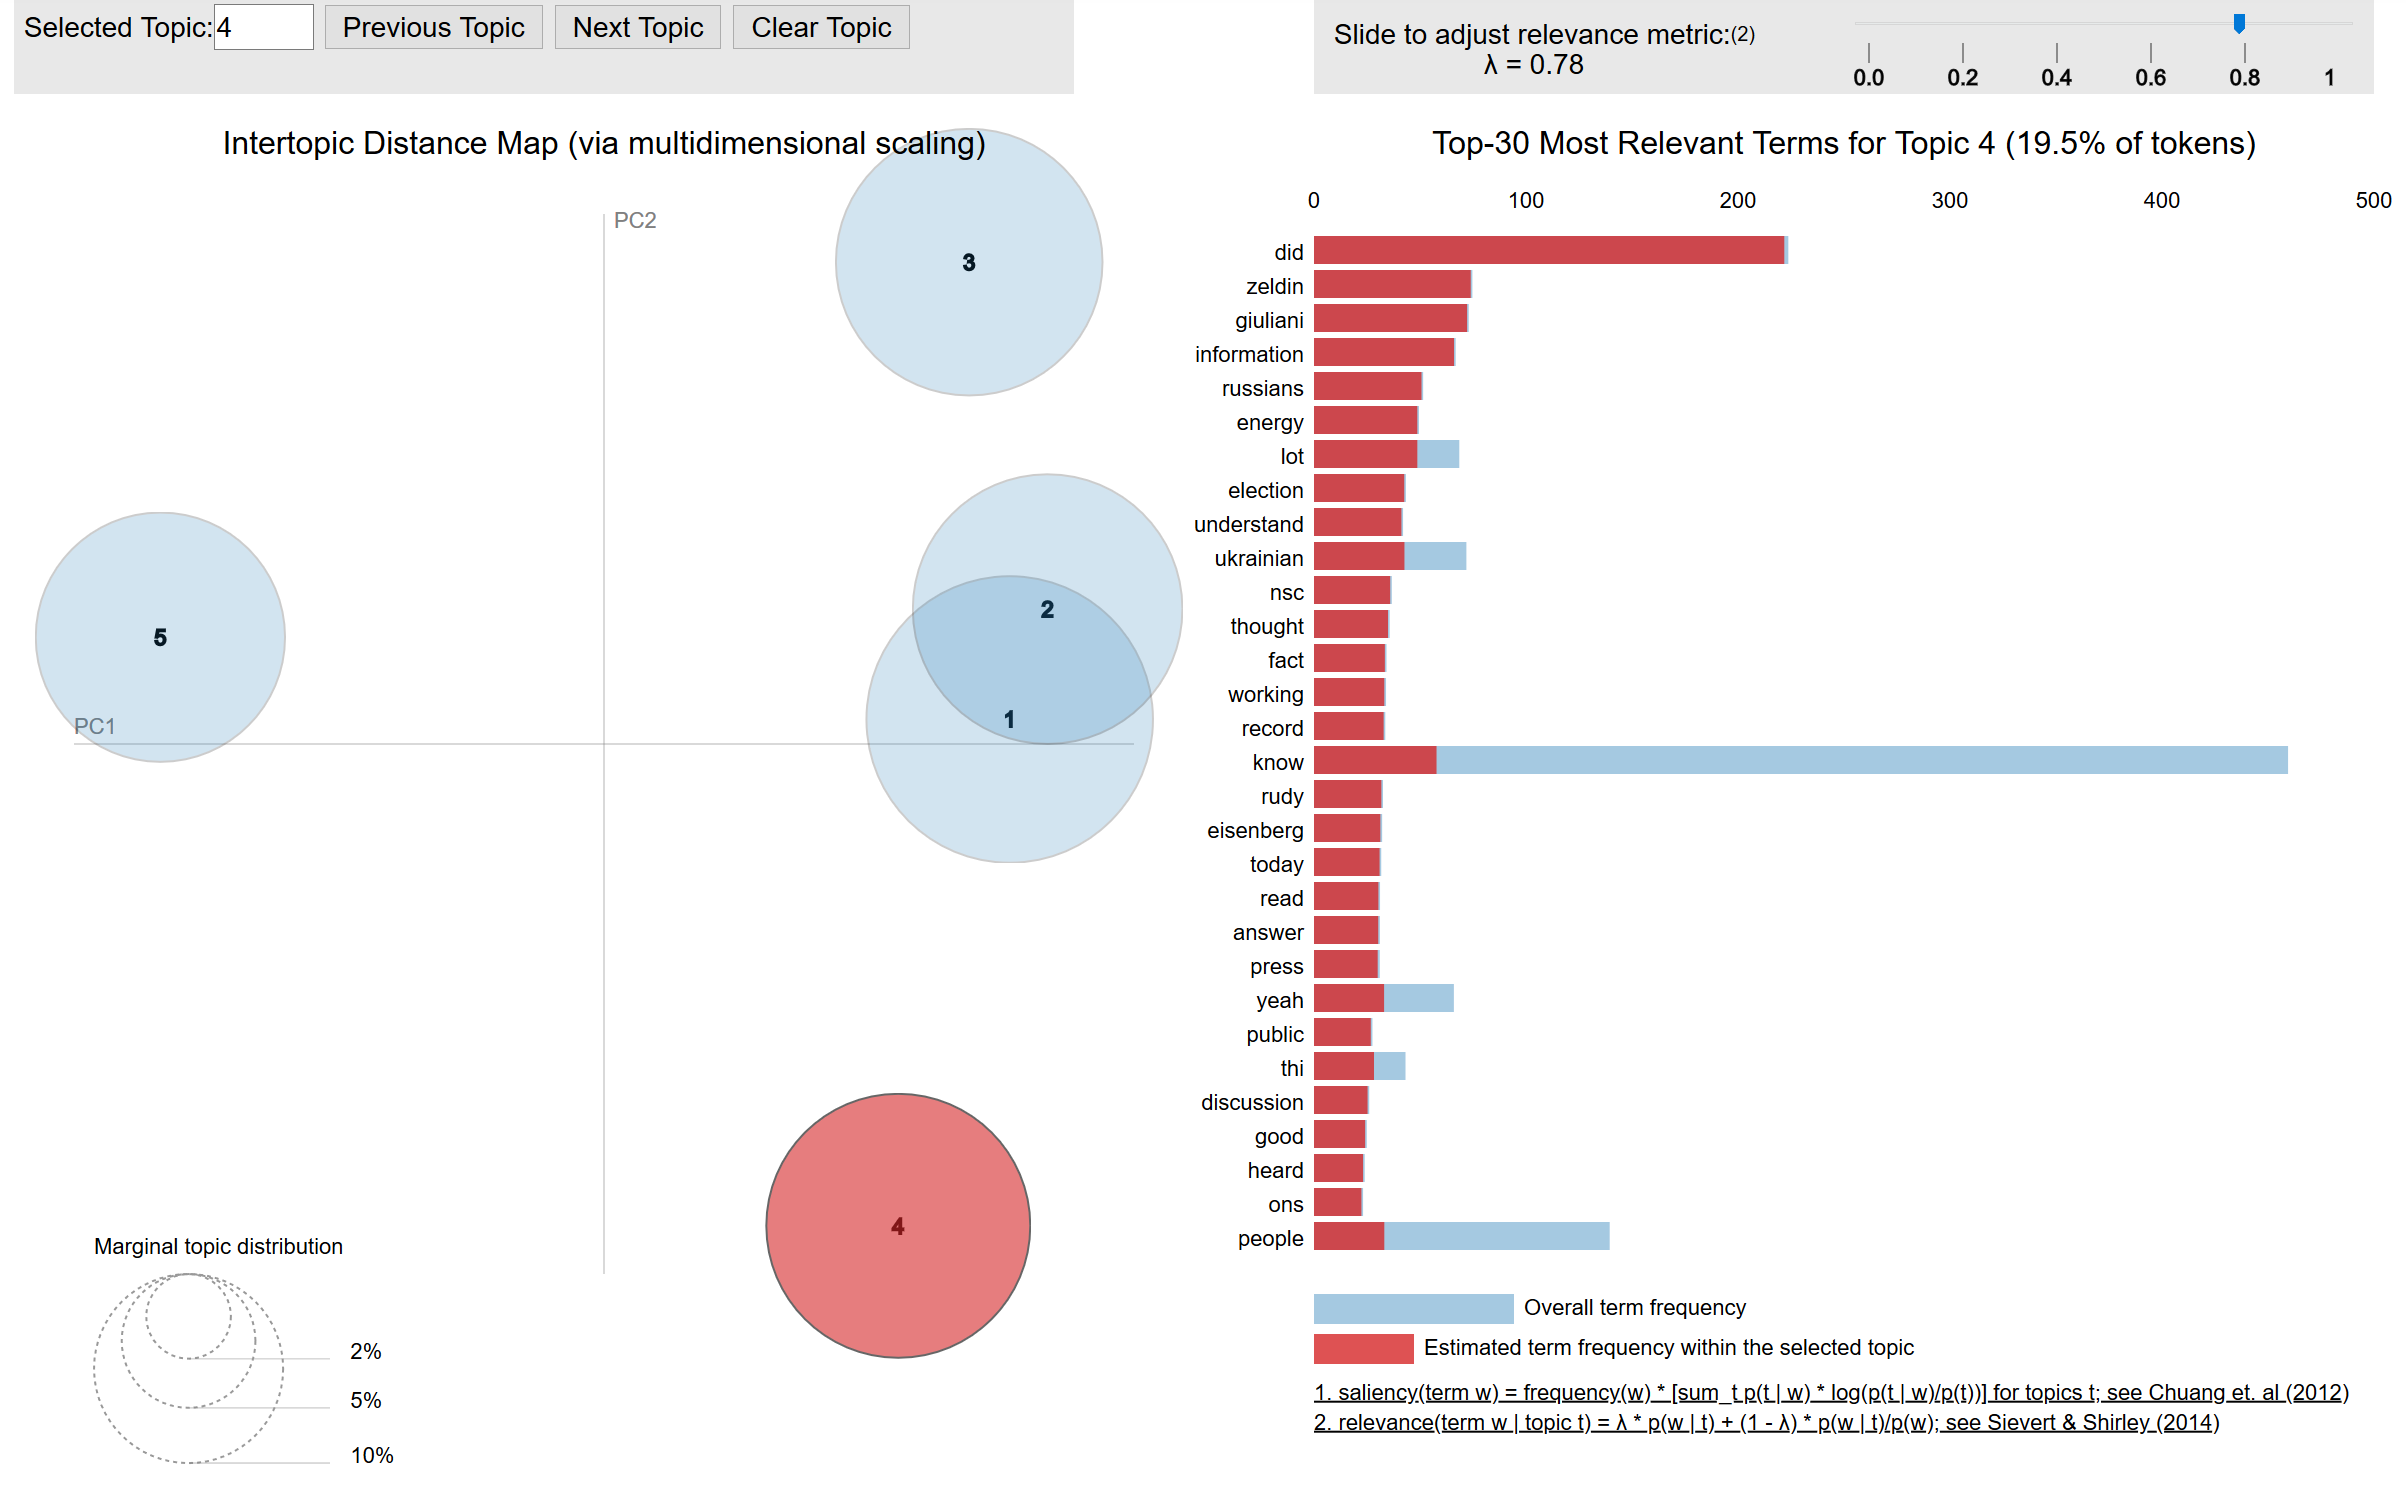 Selected Topic: 4 Previous Topic Next Topic Clear Topic
Slide to adjust relevance metric:(2)
λ = 0.78
0.0 0.2 0.4 0.6 0.8 1
Intertopic Distance Map (via multidimensional scaling)
PC2
3
2
5
1
PC1
4
Marginal topic distribution
2%
5%
10%
Top-30 Most Relevant Terms for Topic 4 (19.5% of tokens)
0 100 200 300 400 500
did
zeldin
giuliani
information
russians
energy
lot
election
understand
ukrainian
nsc
thought
fact
working
record
know
rudy
eisenberg
today
read
answer
press
yeah
public
thi
discussion
good
heard
ons
people
Overall term frequency
Estimated term frequency within the selected topic
1. saliency(term w) = frequency(w) * [sum_t p(t | w) * log(p(t | w)/p(t))] for topics t; see Chuang et. al (2012)
2. relevance(term w | topic t) = λ * p(w | t) + (1 - λ) * p(w | t)/p(w); see Sievert & Shirley (2014)